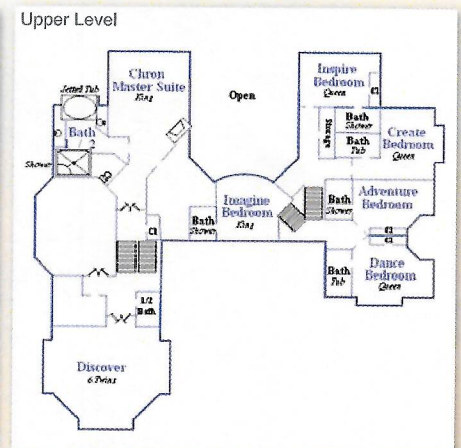 Upper Level
Chron
Master Suite
King
Open
Inspire
Bedroom
Queen
Cl
Jetted Tub
Bath
1 2
Shower
Bath
Shower
Bath
Tub
Storage
Create
Bedroom
Queen
Imagine
Bedroom
King
Bath
Shower
Cl
Bath
Shower
Adventure
Bedroom
Cl
Cl
Dance
Bedroom
Queen
Bath
Tub
1/2
Bath
Discover
6 Twins